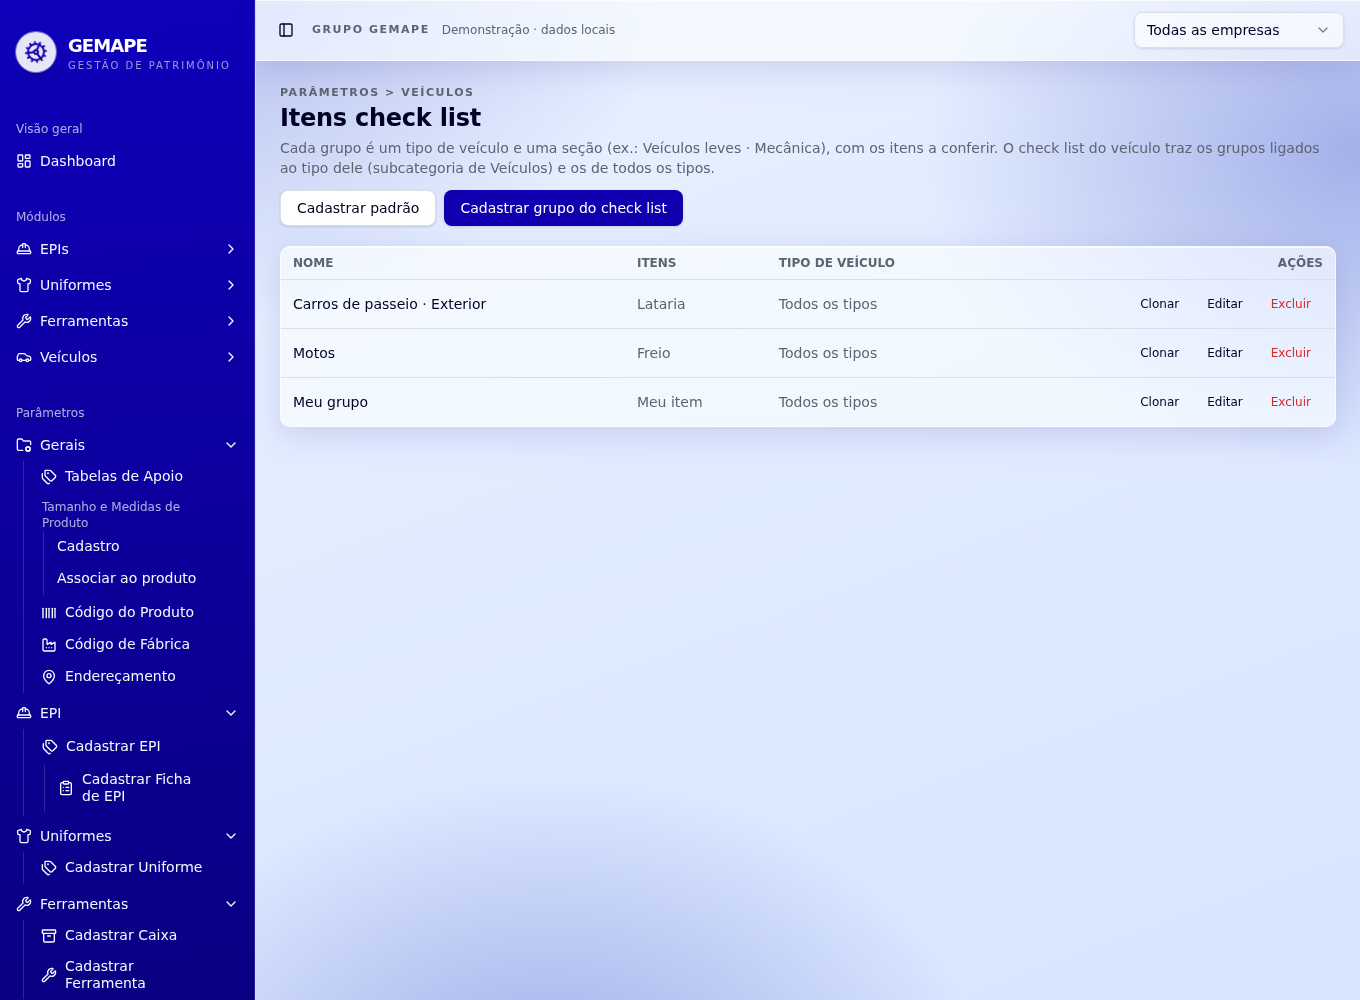 GEMAPE
GESTÃO DE PATRIMÔNIO
Visão geral
Dashboard
Módulos
EPIs
Uniformes
Ferramentas
Veículos
Parâmetros
Gerais
Tabelas de Apoio
Tamanho e Medidas de
Produto
Cadastro
Associar ao produto
Código do Produto
Código de Fábrica
Endereçamento
EPI
Cadastrar EPI
Cadastrar Ficha
de EPI
Uniformes
Cadastrar Uniforme
Ferramentas
Cadastrar Caixa
Cadastrar
Ferramenta
GRUPO GEMAPE Demonstração · dados locais Todas as empresas
PARÂMETROS > VEÍCULOS
Itens check list
Cada grupo é um tipo de veículo e uma seção (ex.: Veículos leves · Mecânica), com os itens a conferir. O check list do veículo traz os grupos ligados
ao tipo dele (subcategoria de Veículos) e os de todos os tipos.
Cadastrar padrão Cadastrar grupo do check list
NOME ITENS TIPO DE VEÍCULO AÇÕES
Carros de passeio · Exterior Lataria Todos os tipos Clonar Editar Excluir
Motos Freio Todos os tipos Clonar Editar Excluir
Meu grupo Meu item Todos os tipos Clonar Editar Excluir